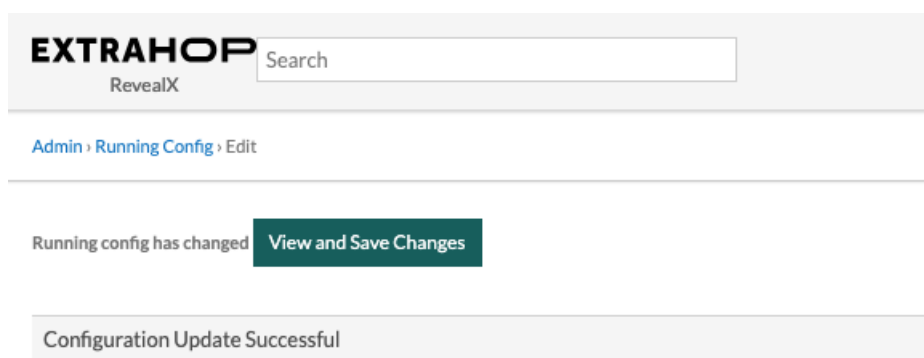 EXTRAHOP
RevealX
Search
Admin › Running Config › Edit
Running config has changed
View and Save Changes
Configuration Update Successful